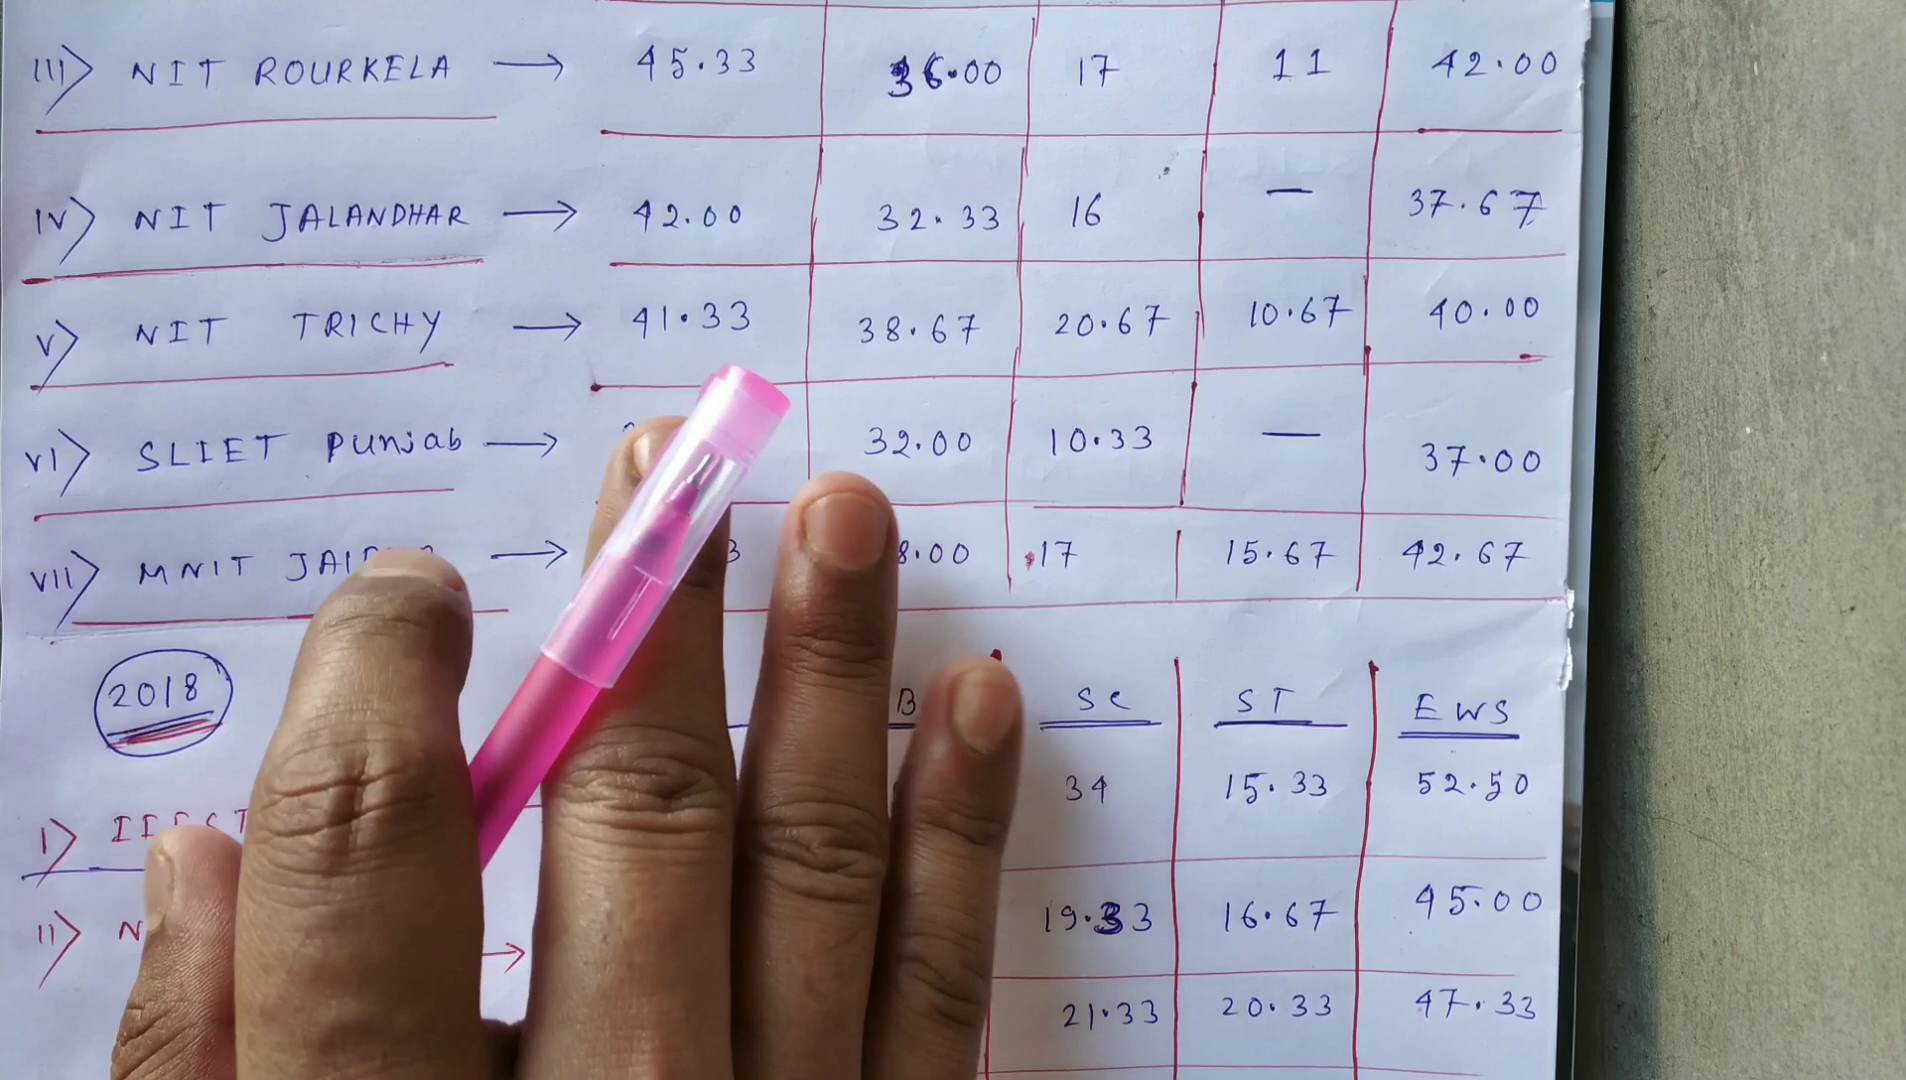 III) NIT ROURKELA → 45.33 36.00 17 11 42.00
IV) NIT JALANDHAR → 42.00 32.33 16 — 37.67
V) NIT TRICHY → 41.33 38.67 20.67 10.67 40.00
VI) SLIET Punjab → 32.00 10.33 — 37.00
VII) MNIT → 17 15.67 42.67
2018 SC ST EWS
I) 34 15.33 52.50
II) → 19.33 16.67 45.00
21.33 20.33 47.33